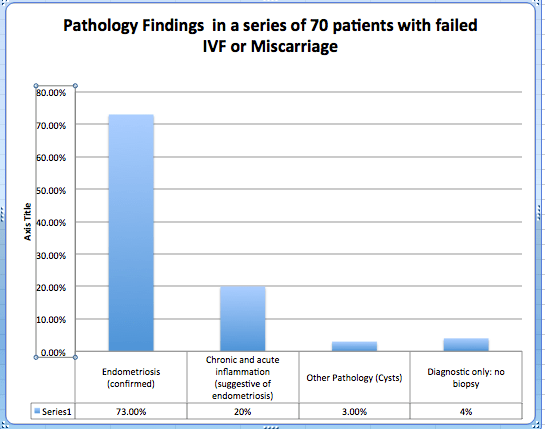 Pathology Findings in a series of 70 patients with failed
IVF or Miscarriage
80.00%
70.00%
60.00%
50.00%
40.00%
30.00%
20.00%
10.00%
0.00%
Axis Title
Endometriosis
(confirmed)
Chronic and acute
inflammation
(suggestive of
endometriosis)
Other Pathology (Cysts)
Diagnostic only: no
biopsy
Series1 73.00% 20% 3.00% 4%